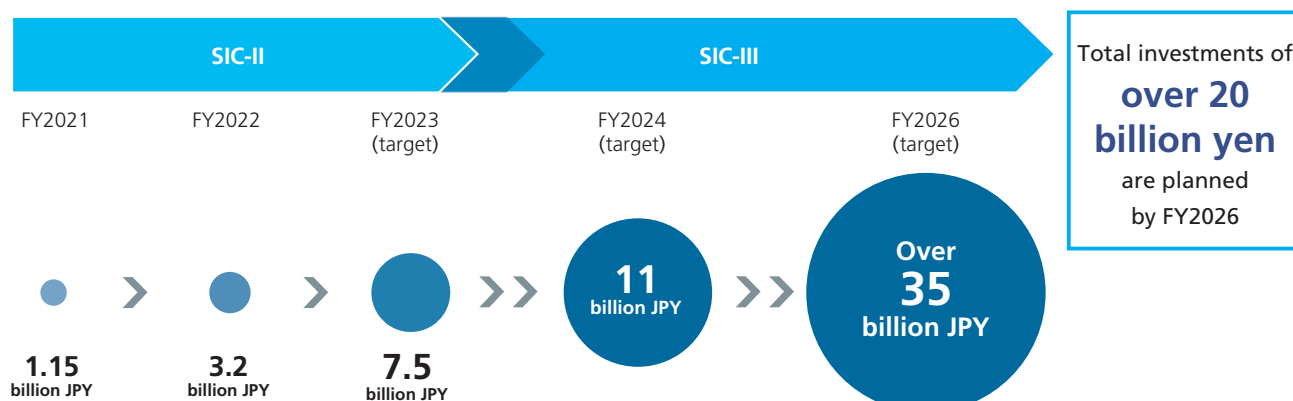 SIC-II
SIC-III
FY2021
FY2022
FY2023
(target)
FY2024
(target)
FY2026
(target)
1.15
billion JPY
3.2
billion JPY
7.5
billion JPY
11
billion JPY
Over
35
billion JPY
Total investments of
over 20
billion yen
are planned
by FY2026